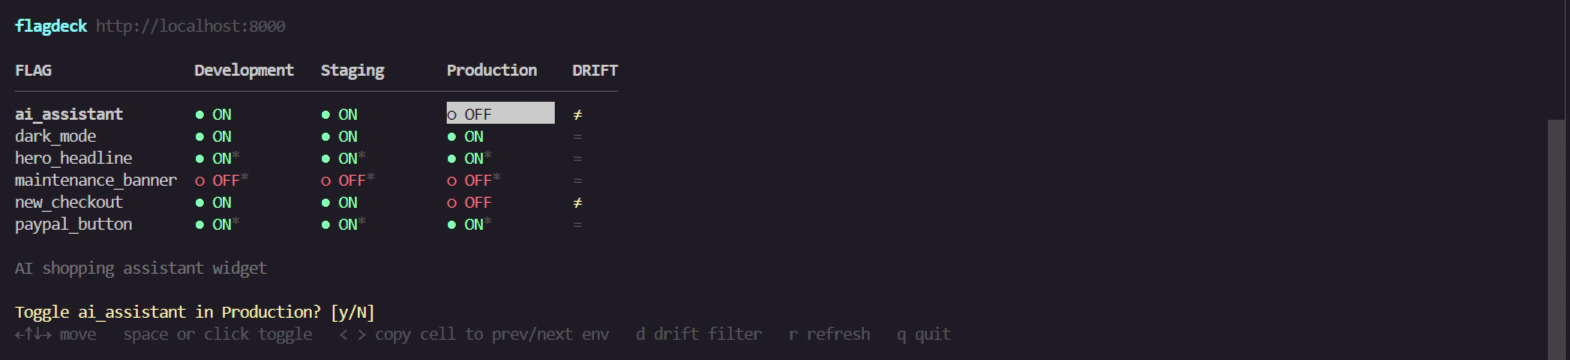 flagdeck http://localhost:8000
FLAG Development Staging Production DRIFT
ai_assistant ● ON ● ON ○ OFF ≠
dark_mode ● ON ● ON ● ON =
hero_headline ● ON* ● ON* ● ON* =
maintenance_banner ○ OFF* ○ OFF* ○ OFF* =
new_checkout ● ON ● ON ○ OFF ≠
paypal_button ● ON* ● ON* ● ON* =
AI shopping assistant widget
Toggle ai_assistant in Production? [y/N]
←↑↓→ move space or click toggle < > copy cell to prev/next env d drift filter r refresh q quit